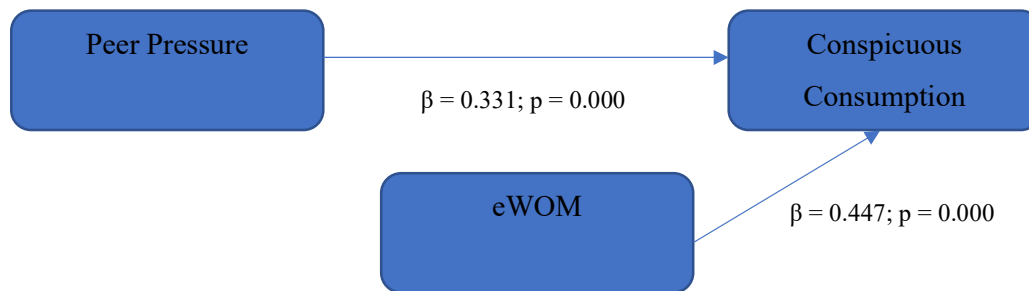 Peer Pressure
Conspicuous
Consumption
β = 0.331; p = 0.000
eWOM
β = 0.447; p = 0.000